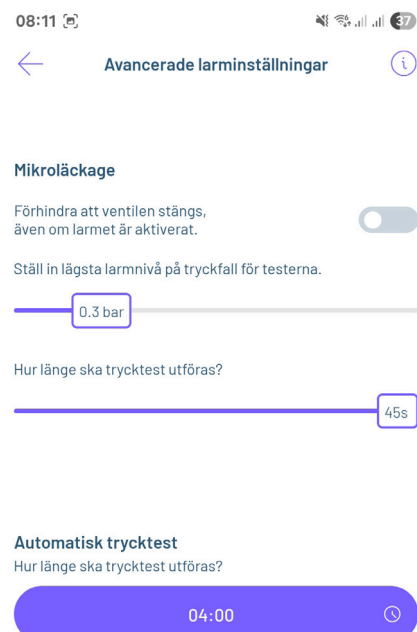 08:11
37
Avancerade larminställningar
i
Mikroläckage
Förhindra att ventilen stängs,
även om larmet är aktiverat.
Ställ in lägsta larmnivå på tryckfall för testerna.
0.3 bar
Hur länge ska trycktest utföras?
45s
Automatisk trycktest
Hur länge ska trycktest utföras?
04:00